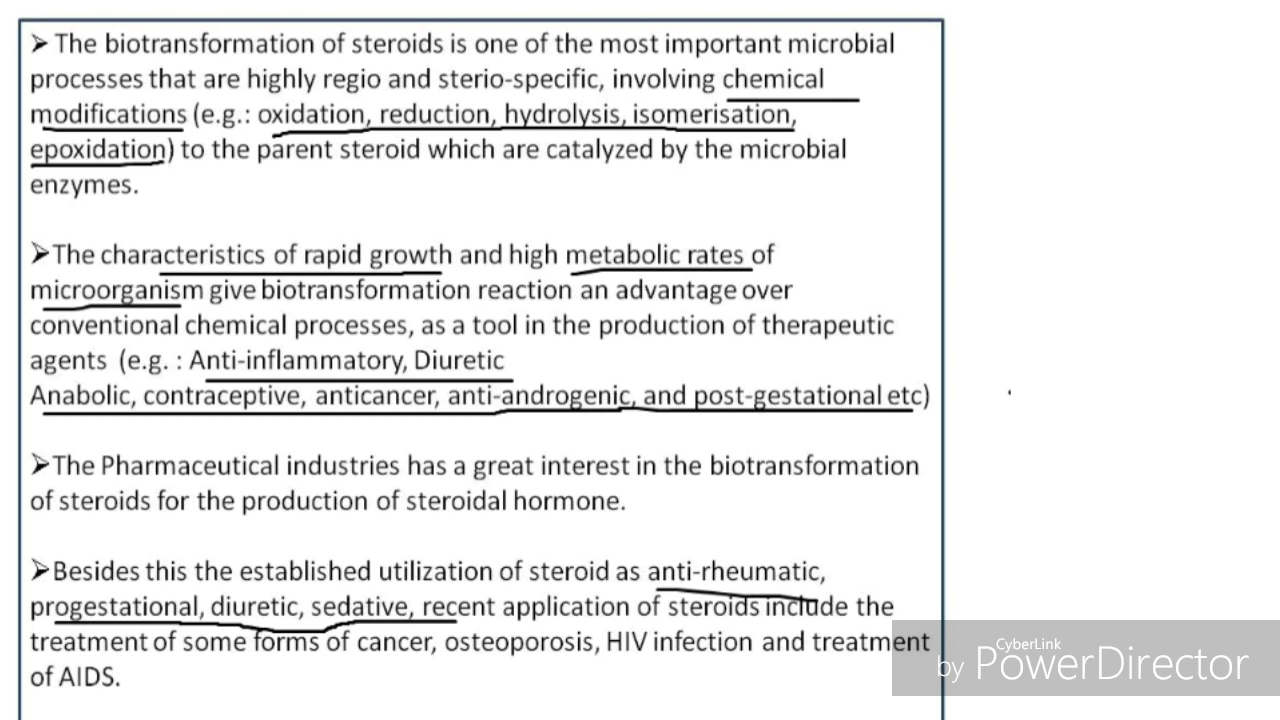 ➤ The biotransformation of steroids is one of the most important microbial
processes that are highly regio and sterio-specific, involving chemical
modifications (e.g.: oxidation, reduction, hydrolysis, isomerisation,
epoxidation) to the parent steroid which are catalyzed by the microbial
enzymes.
➤The characteristics of rapid growth and high metabolic rates of
microorganism give biotransformation reaction an advantage over
conventional chemical processes, as a tool in the production of therapeutic
agents (e.g. : Anti-inflammatory, Diuretic
Anabolic, contraceptive, anticancer, anti-androgenic, and post-gestational etc)
➤The Pharmaceutical industries has a great interest in the biotransformation
of steroids for the production of steroidal hormone.
➤Besides this the established utilization of steroid as anti-rheumatic,
progestational, diuretic, sedative, recent application of steroids include the
treatment of some forms of cancer, osteoporosis, HIV infection and treatment
of AIDS.
CyberLink
by PowerDirector